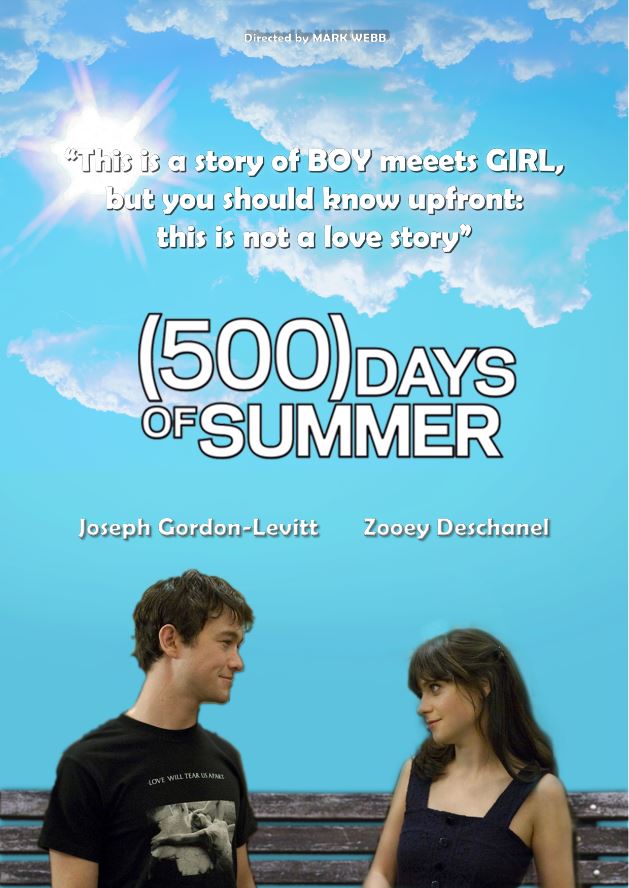 Directed by MARK WEBB
“This is a story of BOY meeets GIRL,
but you should know upfront:
this is not a love story”
(500)DAYS
OF SUMMER
Joseph Gordon-Levitt Zooey Deschanel
LOVE WILL TEAR US APART